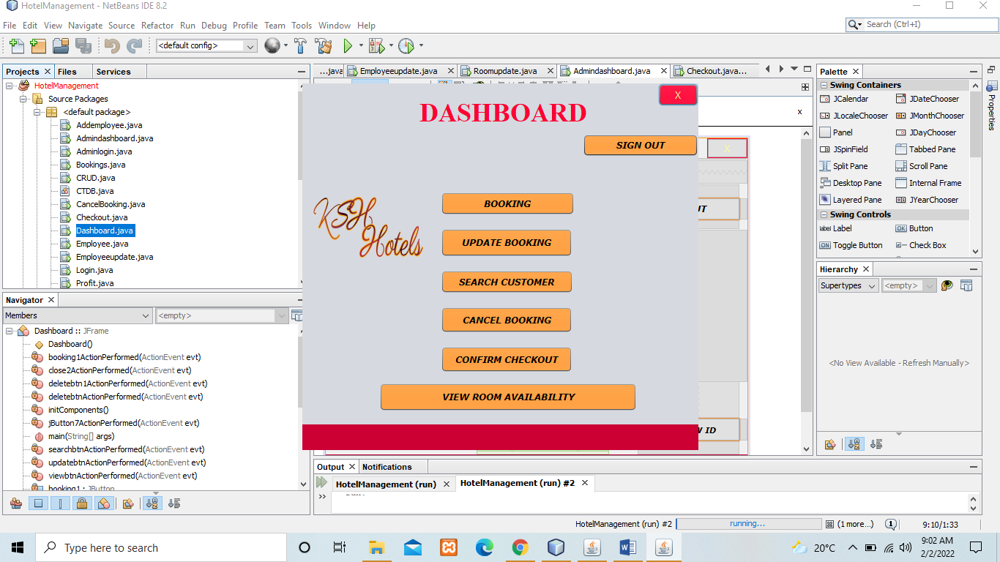 HotelManagement - NetBeans IDE 8.2
File Edit View Navigate Source Refactor Run Debug Profile Team Tools Window Help
Search (Ctrl+I)
<default config>
Projects Files Services
HotelManagement
Source Packages
<default package>
Addemployee.java
Admindashboard.java
Adminlogin.java
Bookings.java
CRUD.java
CTDB.java
CancelBooking.java
Checkout.java
Dashboard.java
Employee.java
Employeeupdate.java
Login.java
Profit.java
Navigator
Members <empty>
Dashboard :: JFrame
Dashboard()
booking1ActionPerformed(ActionEvent evt)
close2ActionPerformed(ActionEvent evt)
deletebtn1ActionPerformed(ActionEvent evt)
deletebtnActionPerformed(ActionEvent evt)
initComponents()
jButton7ActionPerformed(ActionEvent evt)
main(String[] args)
searchbtnActionPerformed(ActionEvent evt)
updatebtnActionPerformed(ActionEvent evt)
viewbtnActionPerformed(ActionEvent evt)
booking1 : JButton
...java Employeeupdate.java Roomupdate.java Admindashboard.java Checkout.java...
X
DASHBOARD
SIGN OUT
KSH
Hotels
BOOKING
UPDATE BOOKING
SEARCH CUSTOMER
CANCEL BOOKING
CONFIRM CHECKOUT
VIEW ROOM AVAILABILITY
x
X
UT
W ID
Output Notifications
HotelManagement (run) HotelManagement (run) #2
Palette
Swing Containers
JCalendar JDateChooser
JLocaleChooser JMonthChooser
Panel JDayChooser
JSpinField Tabbed Pane
Split Pane Scroll Pane
Desktop Pane Internal Frame
Layered Pane JYearChooser
Swing Controls
label Label OK Button
ON Toggle Button Check Box
Hierarchy
Supertypes <empty>
<No View Available - Refresh Manually>
Properties
HotelManagement (run) #2 running... (1 more...) 1 9:10/1:33
Type here to search
20°C
9:02 AM
2/2/2022